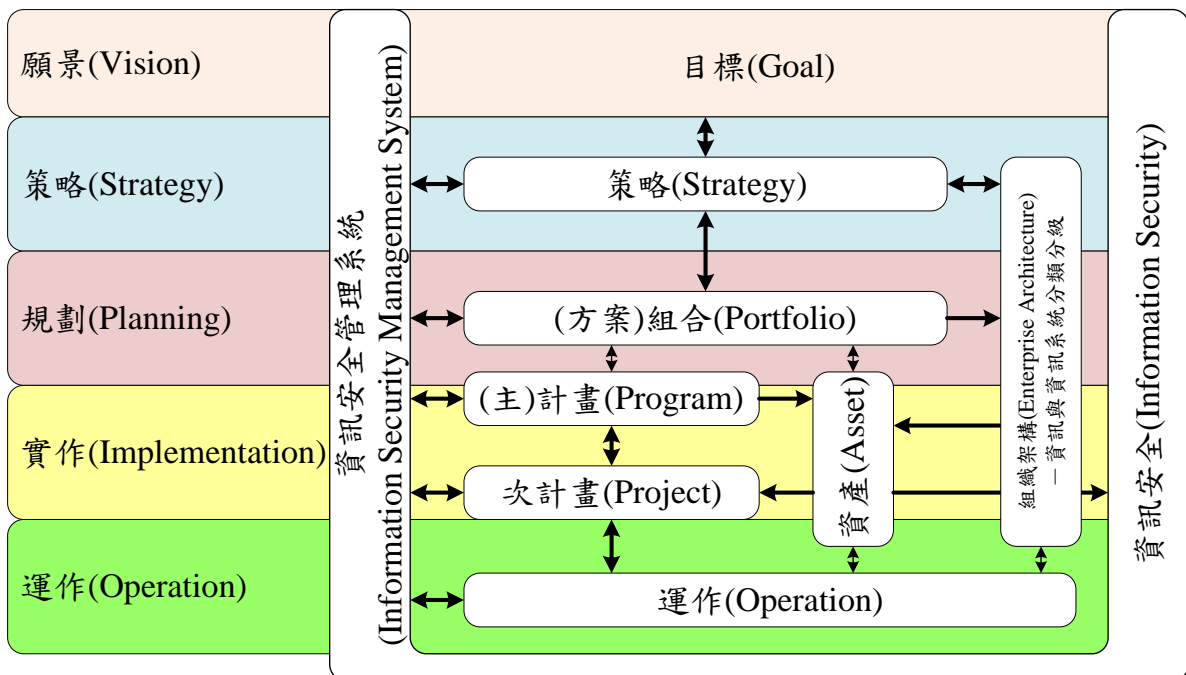 願景(Vision)
目標(Goal)
策略(Strategy)
策略(Strategy)
規劃(Planning)
(方案)組合(Portfolio)
實作(Implementation)
(主)計畫(Program)
次計畫(Project)
資產(Asset)
運作(Operation)
運作(Operation)
資訊安全管理系統
(Information Security Management System)
組織架構(Enterprise Architecture)
—資訊與資訊系統分類分級
資訊安全(Information Security)